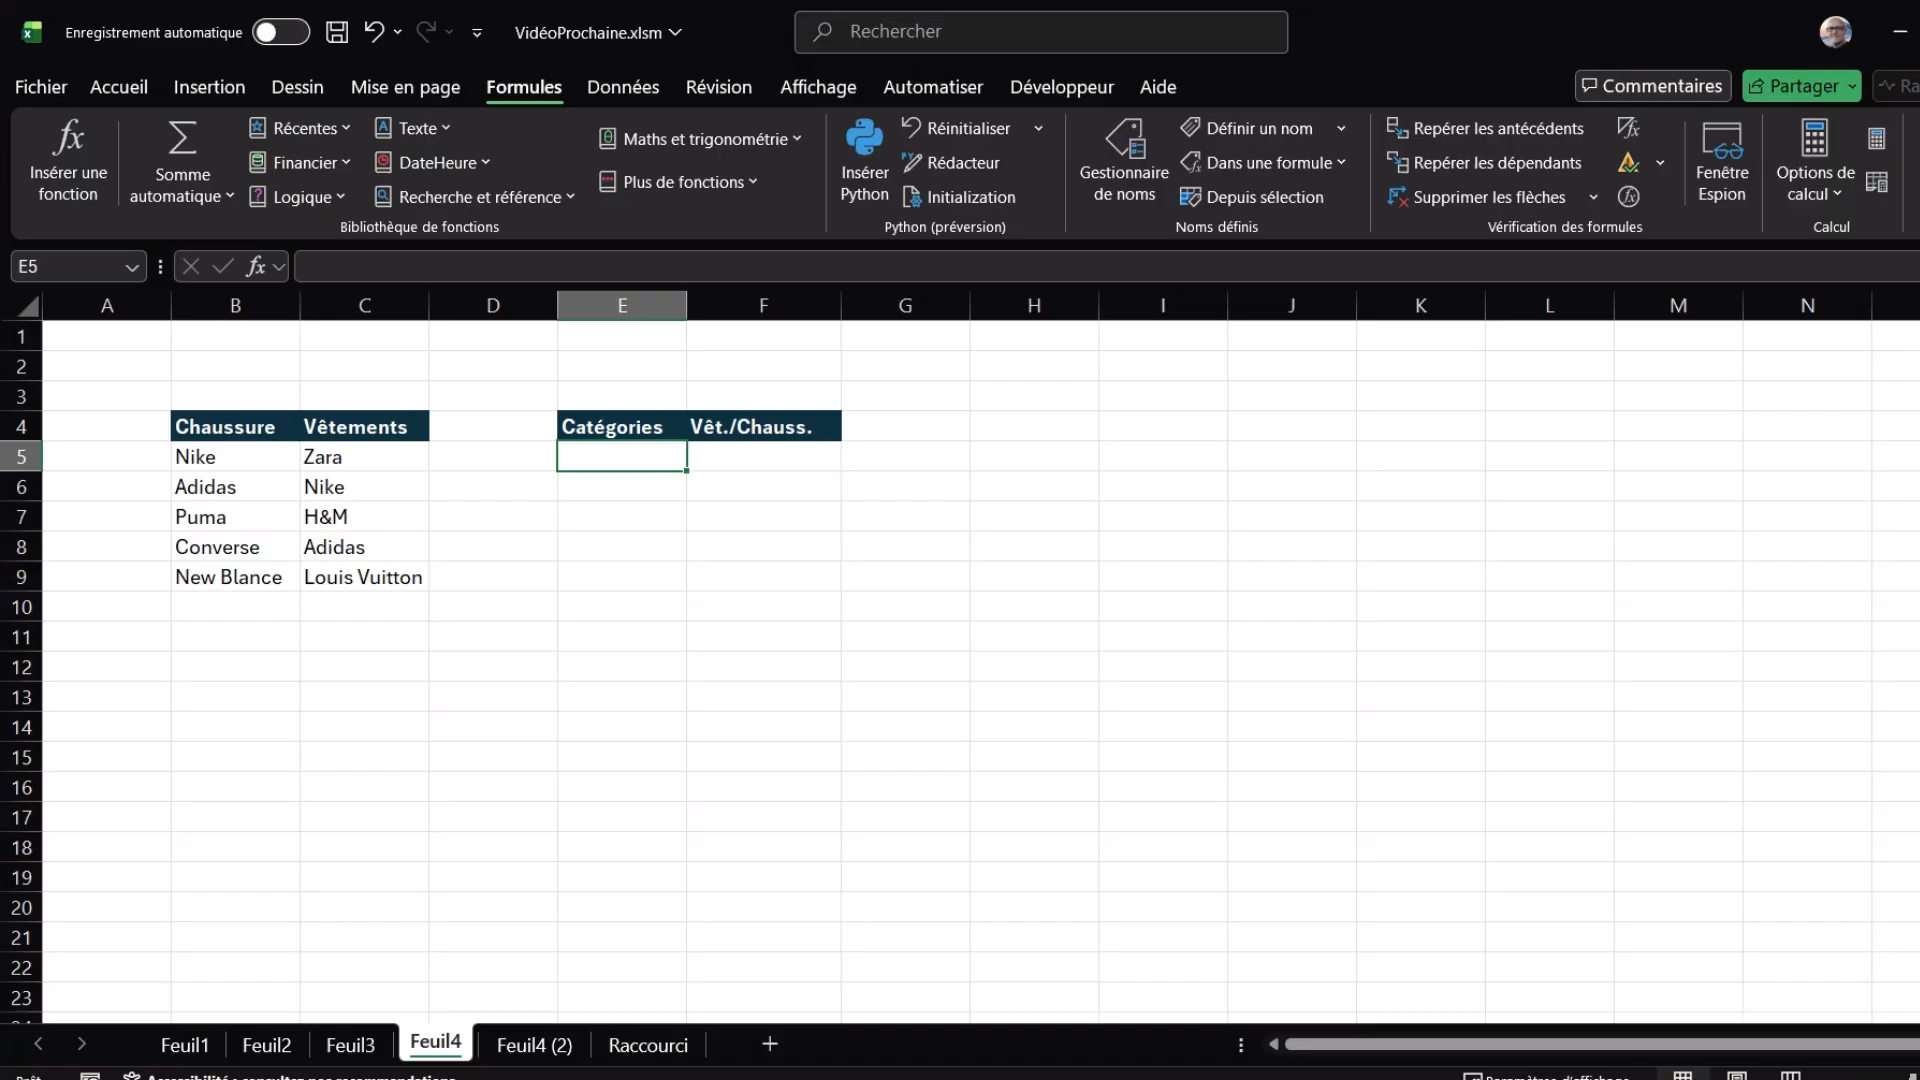 Enregistrement automatique
VidéoProchaine.xlsm
Rechercher
Fichier Accueil Insertion Dessin Mise en page Formules Données Révision Affichage Automatiser Développeur Aide
Commentaires
Partager
Insérer une fonction
Somme automatique
Récentes
Financier
Logique
Texte
DateHeure
Recherche et référence
Maths et trigonométrie
Plus de fonctions
Bibliothèque de fonctions
Insérer Python
Réinitialiser
Rédacteur
Initialization
Python (préversion)
Gestionnaire de noms
Définir un nom
Dans une formule
Depuis sélection
Noms définis
Repérer les antécédents
Repérer les dépendants
Supprimer les flèches
Vérification des formules
Fenêtre Espion
Options de calcul
Calcul
E5
fx
A B C D E F G H I J K L M N
1
2
3
4 Chaussure Vêtements Catégories Vêt./Chauss.
5 Nike Zara
6 Adidas Nike
7 Puma H&M
8 Converse Adidas
9 New Blance Louis Vuitton
10
11
12
13
14
15
16
17
18
19
20
21
22
23
Feuil1 Feuil2 Feuil3 Feuil4 Feuil4 (2) Raccourci